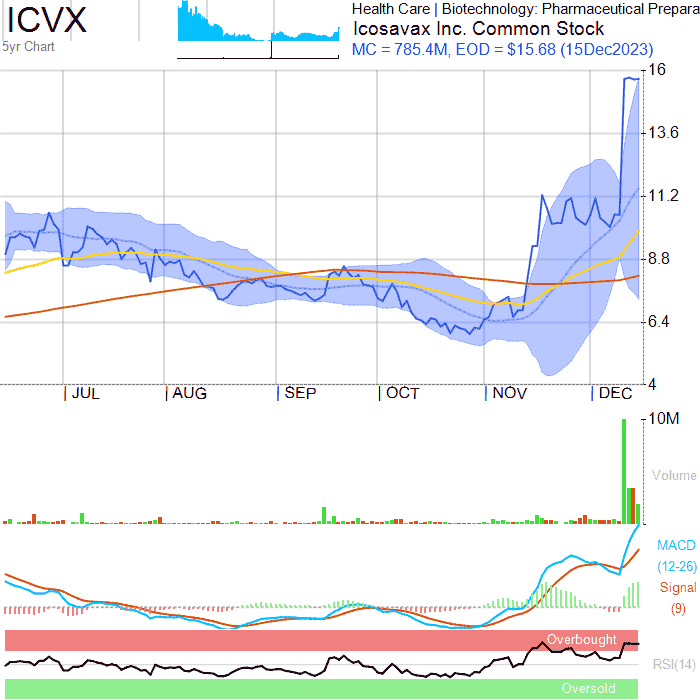 ICVX
5yr Chart
Health Care | Biotechnology: Pharmaceutical Prepara
Icosavax Inc. Common Stock
MC = 785.4M, EOD = $15.68 (15Dec2023)
16
13.6
11.2
8.8
6.4
4
JUL AUG SEP OCT NOV DEC
10M
Volume
MACD
(12-26)
Signal
(9)
Overbought
RSI(14)
Oversold